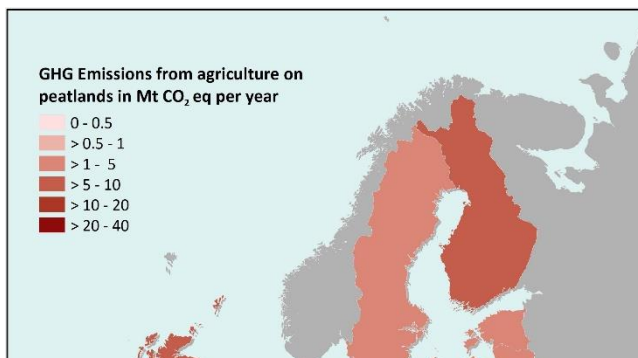 GHG Emissions from agriculture on
peatlands in Mt CO₂ eq per year
0 - 0.5
> 0.5 - 1
> 1 - 5
> 5 - 10
> 10 - 20
> 20 - 40